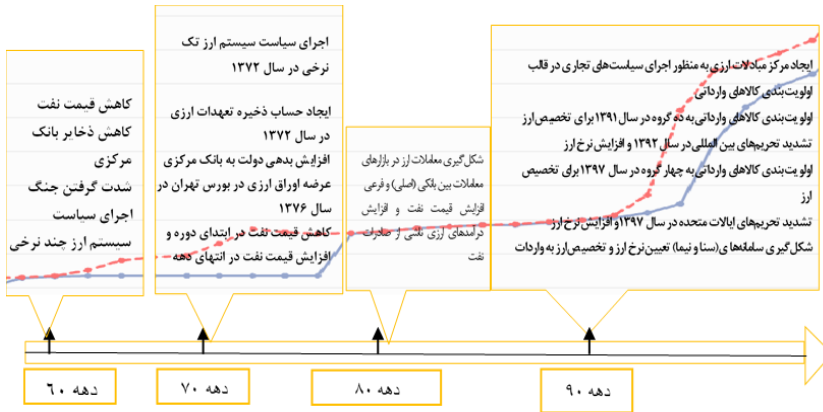 کاهش قیمت نفت
کاهش ذخایر بانک
مرکزی
شدت گرفتن جنگ
اجرای سیاست
سیستم ارز چند نرخی
اجرای سیاست سیستم ارز تک
نرخی در سال ۱۳۷۲
ایجاد حساب ذخیره تعهدات ارزی
در سال ۱۳۷۲
افزایش بدهی دولت به بانک مرکزی
عرضه اوراق ارزی در بورس تهران در
سال ۱۳۷۶
کاهش قیمت نفت در ابتدای دوره و
افزایش قیمت نفت در انتهای دهه
شکل‌گیری معاملات ارز در بازارهای
معاملات بین بانکی (اصلی) و فرعی
افزایش قیمت نفت و افزایش
درآمدهای ارزی ناشی از صادرات
نفت
ایجاد مرکز مبادلات ارزی به منظور اجرای سیاست‌های تجاری در قالب
اولویت‌بندی کالاهای وارداتی
اولویت‌بندی کالاهای وارداتی به ده گروه در سال ۱۳۹۱ برای تخصیص ارز
تشدید تحریم‌های بین المللی در سال ۱۳۹۲ و افزایش نرخ ارز
اولویت‌بندی کالاهای وارداتی به چهار گروه در سال ۱۳۹۷ برای تخصیص
ارز
تشدید تحریم‌های ایالات متحده در سال ۱۳۹۷ و افزایش نرخ ارز
شکل‌گیری سامانه‌های (سنا و نیما) تعیین نرخ ارز و تخصیص ارز به واردات
دهه ۶۰
دهه ۷۰
دهه ۸۰
دهه ۹۰